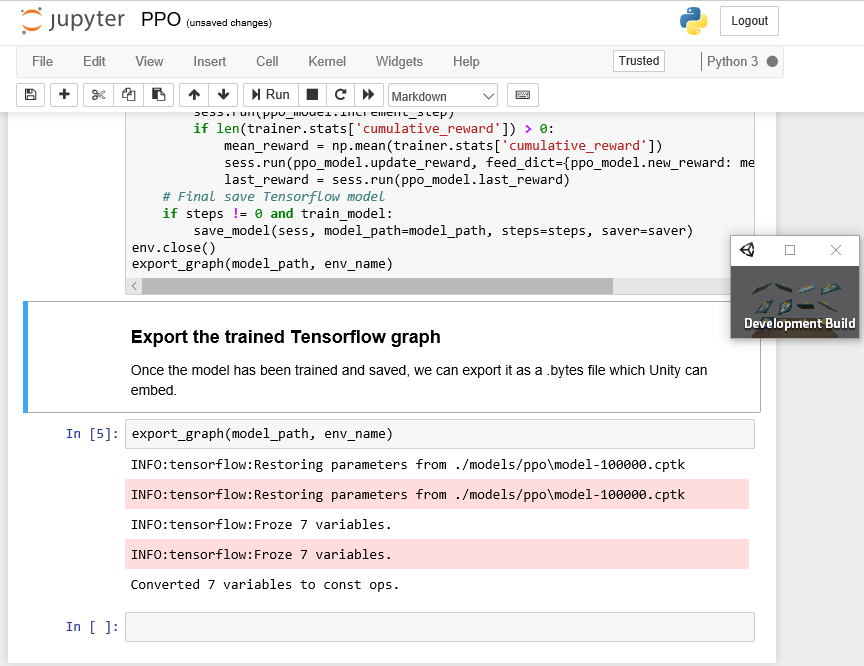 jupyter PPO (unsaved changes)
Logout
File Edit View Insert Cell Kernel Widgets Help
Trusted
Python 3
Run
Markdown
sess.run(ppo_model.increment_step)
if len(trainer.stats['cumulative_reward']) > 0:
mean_reward = np.mean(trainer.stats['cumulative_reward'])
sess.run(ppo_model.update_reward, feed_dict={ppo_model.new_reward: me
last_reward = sess.run(ppo_model.last_reward)
# Final save Tensorflow model
if steps != 0 and train_model:
save_model(sess, model_path=model_path, steps=steps, saver=saver)
env.close()
export_graph(model_path, env_name)
Development Build
Export the trained Tensorflow graph
Once the model has been trained and saved, we can export it as a .bytes file which Unity can
embed.
In [5]: export_graph(model_path, env_name)
INFO:tensorflow:Restoring parameters from ./models/ppo\model-100000.cptk
INFO:tensorflow:Restoring parameters from ./models/ppo\model-100000.cptk
INFO:tensorflow:Froze 7 variables.
INFO:tensorflow:Froze 7 variables.
Converted 7 variables to const ops.
In [ ]: